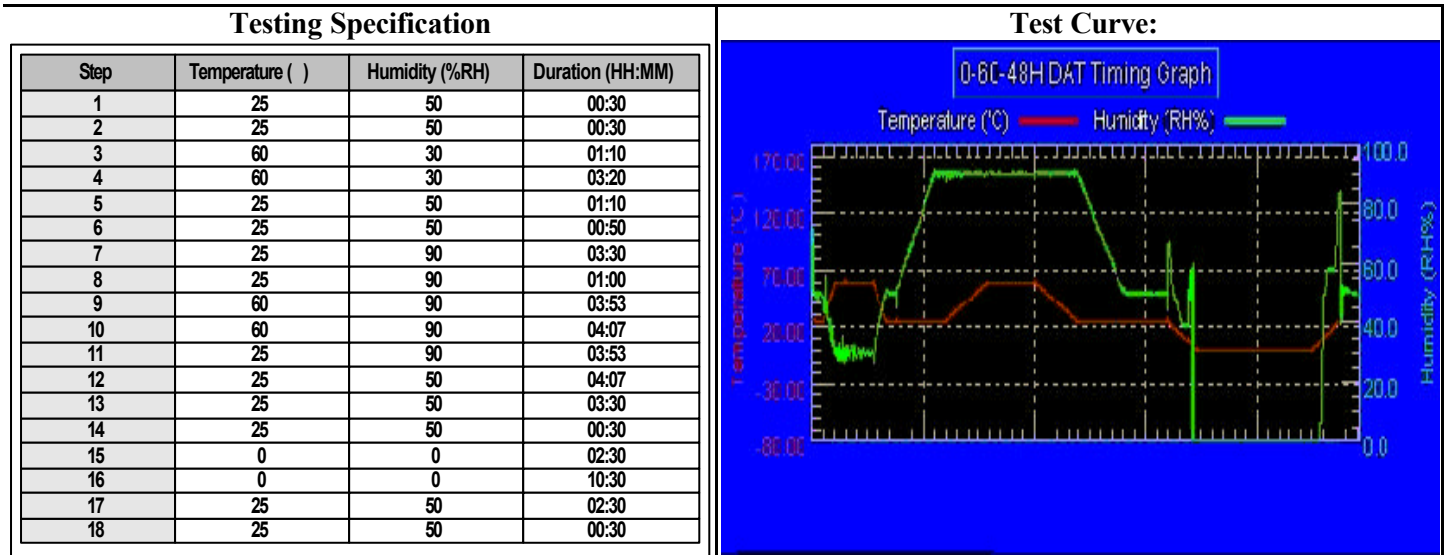 Testing Specification
Step Temperature ( ) Humidity (%RH) Duration (HH:MM)
1 25 50 00:30
2 25 50 00:30
3 60 30 01:10
4 60 30 03:20
5 25 50 01:10
6 25 50 00:50
7 25 90 03:30
8 25 90 01:00
9 60 90 03:53
10 60 90 04:07
11 25 90 03:53
12 25 50 04:07
13 25 50 03:30
14 25 50 00:30
15 0 0 02:30
16 0 0 10:30
17 25 50 02:30
18 25 50 00:30
Test Curve:
0-60-48H DAT Timing Graph
Temperature (°C) Humidity (RH%)
170.00
120.00
70.00
20.00
-30.00
-80.00
Temperature (°C)
100.0
80.0
60.0
40.0
20.0
0.0
Humidity (RH%)